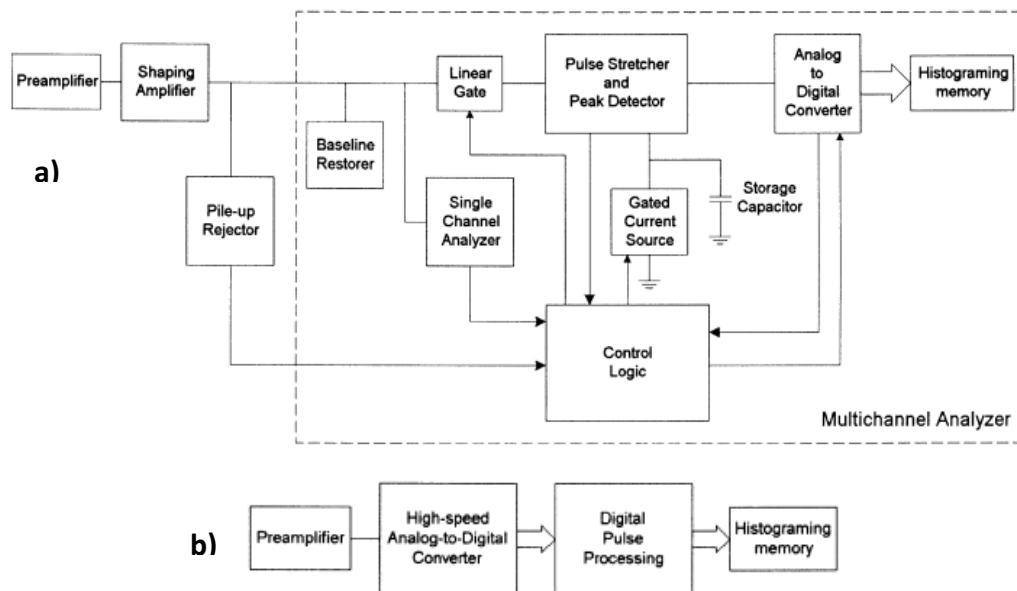 Preamplifier
Shaping
Amplifier
Linear
Gate
Pulse Stretcher
and
Peak Detector
Analog
to
Digital
Converter
Histograming
memory
a)
Baseline
Restorer
Pile-up
Rejector
Single
Channel
Analyzer
Gated
Current
Source
Storage
Capacitor
Control
Logic
Multichannel Analyzer
b)
Preamplifier
High-speed
Analog-to-Digital
Converter
Digital
Pulse
Processing
Histograming
memory